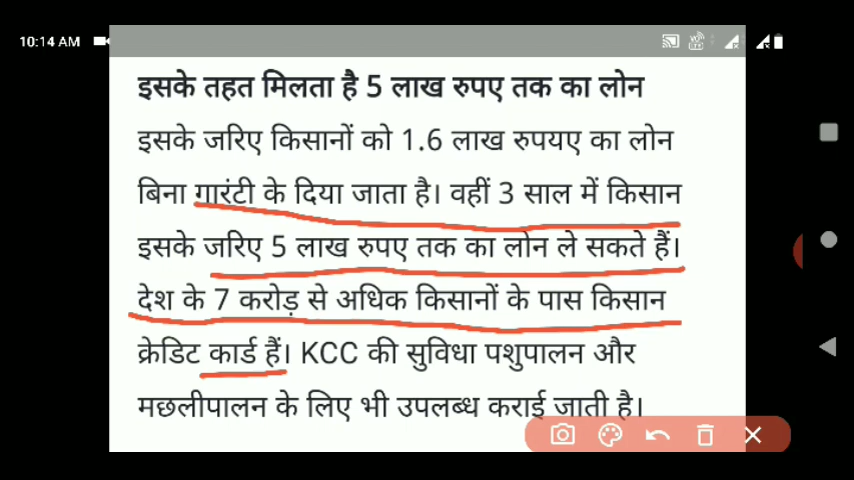 10:14 AM
इसके तहत मिलता है 5 लाख रुपए तक का लोन
इसके जरिए किसानों को 1.6 लाख रुपयए का लोन
बिना गारंटी के दिया जाता है। वहीं 3 साल में किसान
इसके जरिए 5 लाख रुपए तक का लोन ले सकते हैं।
देश के 7 करोड़ से अधिक किसानों के पास किसान
क्रेडिट कार्ड हैं। KCC की सुविधा पशुपालन और
मछलीपालन के लिए भी उपलब्ध कराई जाती है।